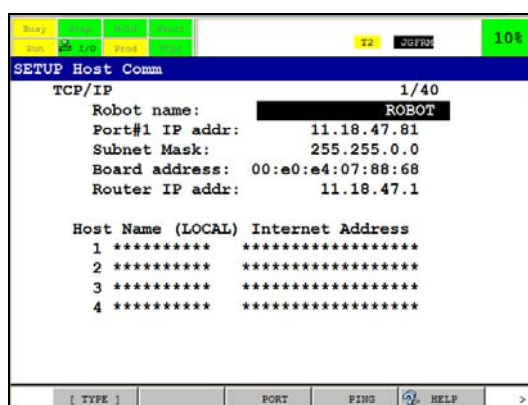 Busy Step Hold Fault
Run I/O Prod TCyc
T2 JGFRM 10%
SETUP Host Comm
TCP/IP 1/40
Robot name: ROBOT
Port#1 IP addr: 11.18.47.81
Subnet Mask: 255.255.0.0
Board address: 00:e0:e4:07:88:68
Router IP addr: 11.18.47.1
Host Name (LOCAL) Internet Address
1 ********** ******************
2 ********** ******************
3 ********** ******************
4 ********** ******************
[ TYPE ] PORT PING HELP >